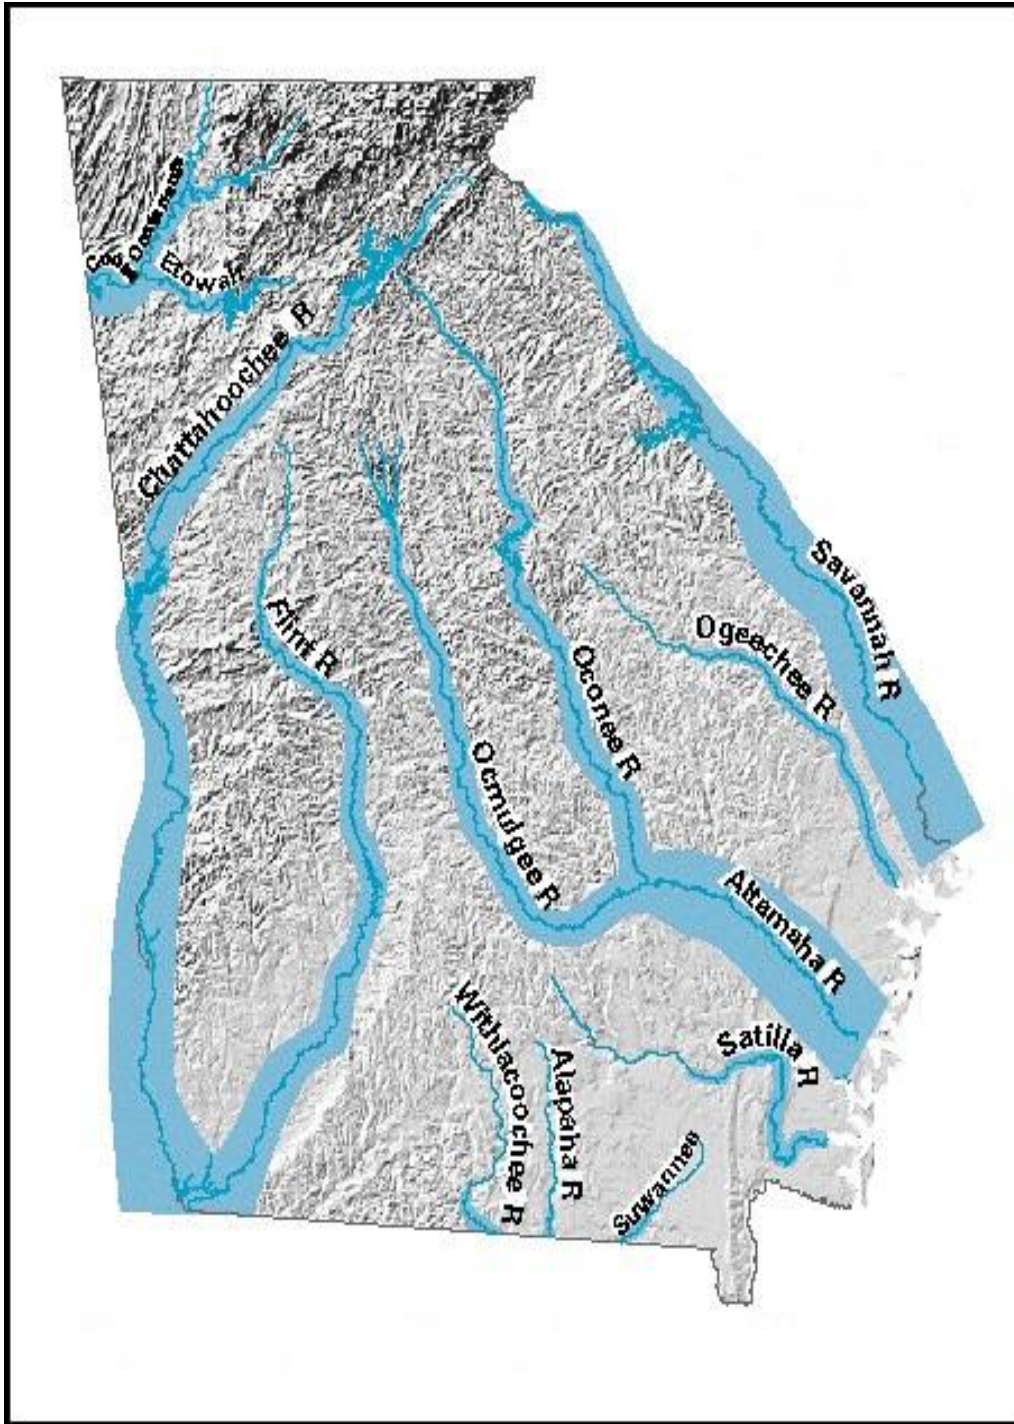 Etowah
Chattahoochee R
Flint R
Savannah R
Ogeechee R
Oconee R
Ocmulgee R
Altamaha R
Satilla R
Withlacoochee R
Alapaha R
Suwannee